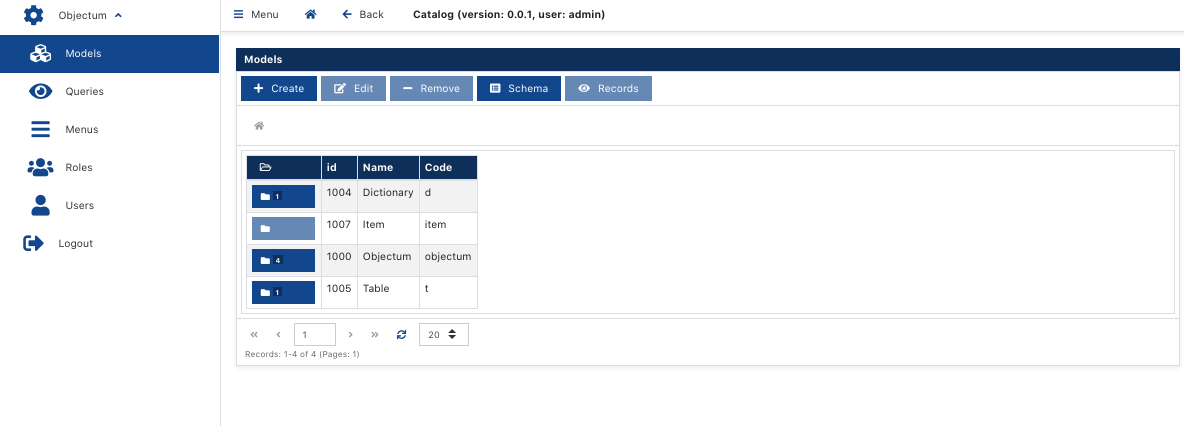 Objectum
Models
Queries
Menus
Roles
Users
Logout
Menu Back Catalog (version: 0.0.1, user: admin)
Models
Create Edit Remove Schema Records
id Name Code
1 1004 Dictionary d
1007 Item item
4 1000 Objectum objectum
1 1005 Table t
« ‹ 1 › » 20
Records: 1-4 of 4 (Pages: 1)